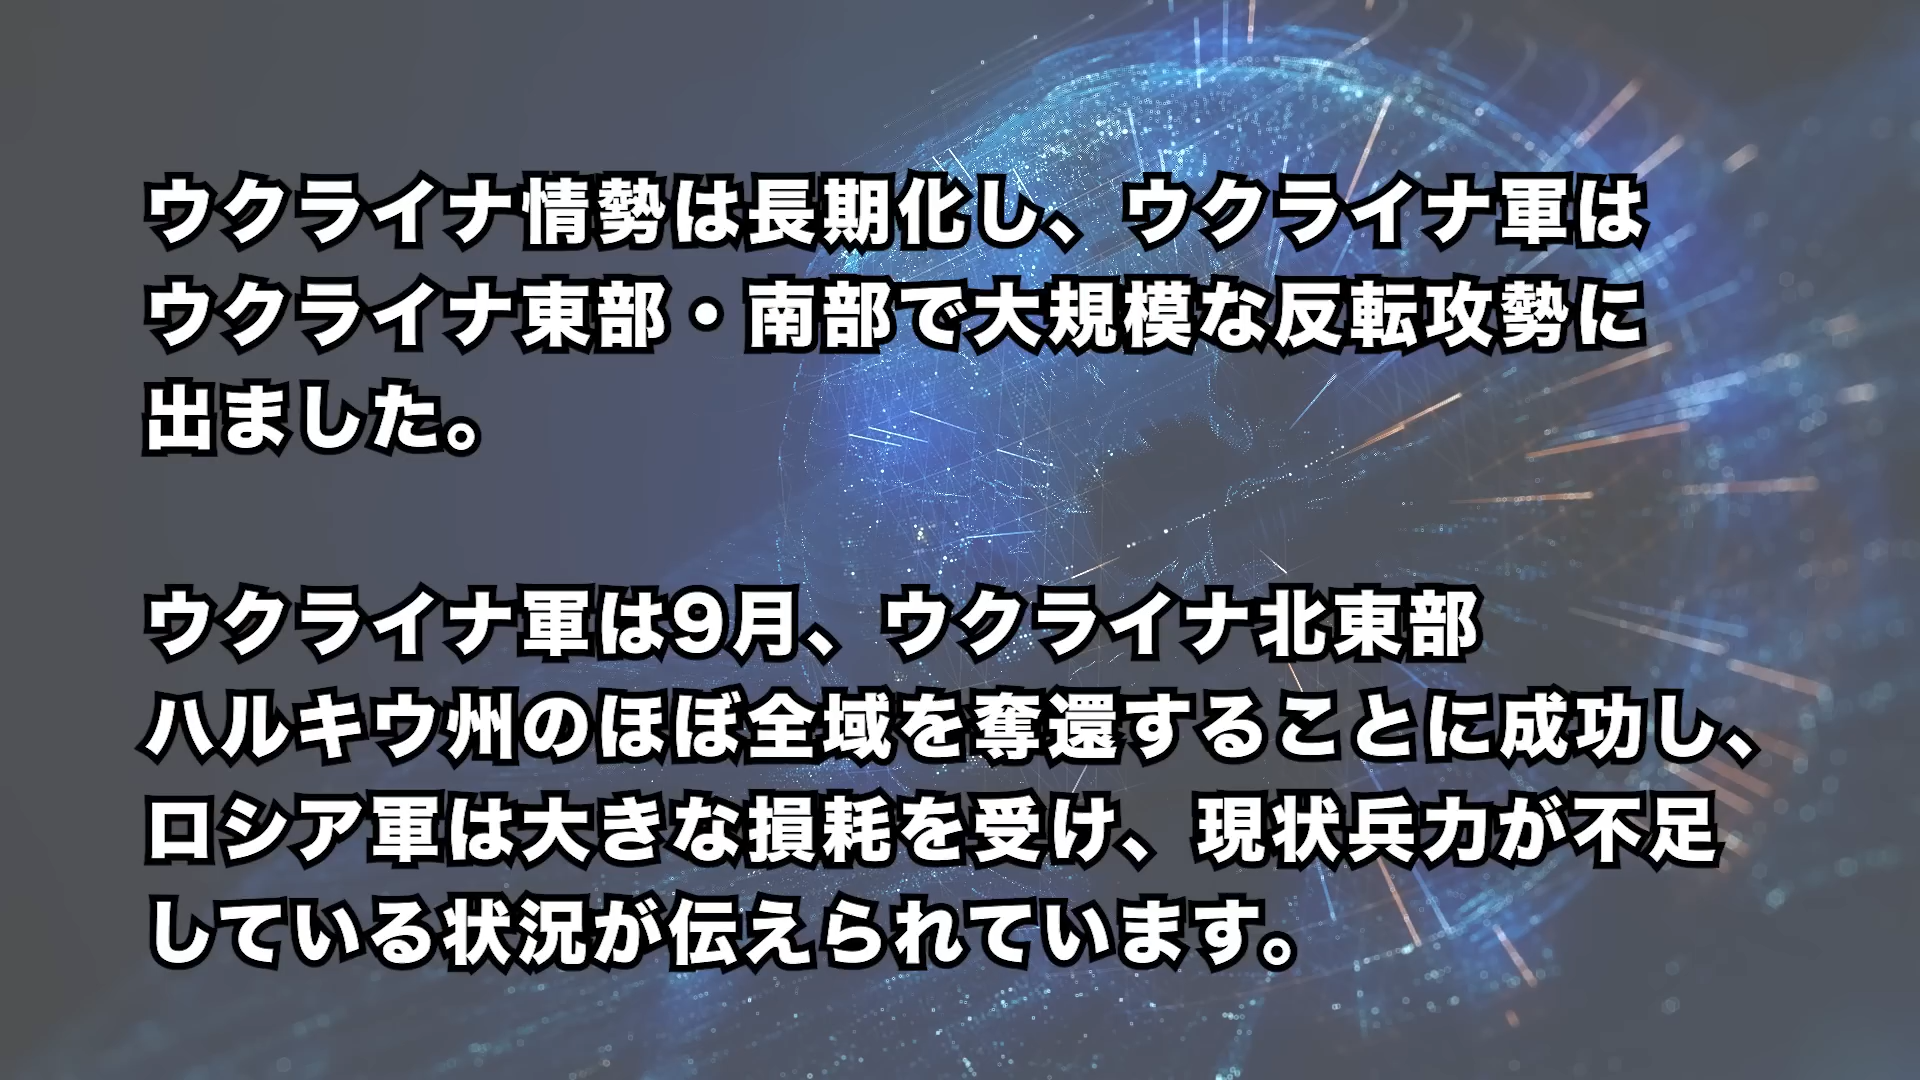 ウクライナ情勢は長期化し、ウクライナ軍は
ウクライナ東部・南部で大規模な反転攻勢に
出ました。
ウクライナ軍は9月、ウクライナ北東部
ハルキウ州のほぼ全域を奪還することに成功し、
ロシア軍は大きな損耗を受け、現状兵力が不足
している状況が伝えられています。